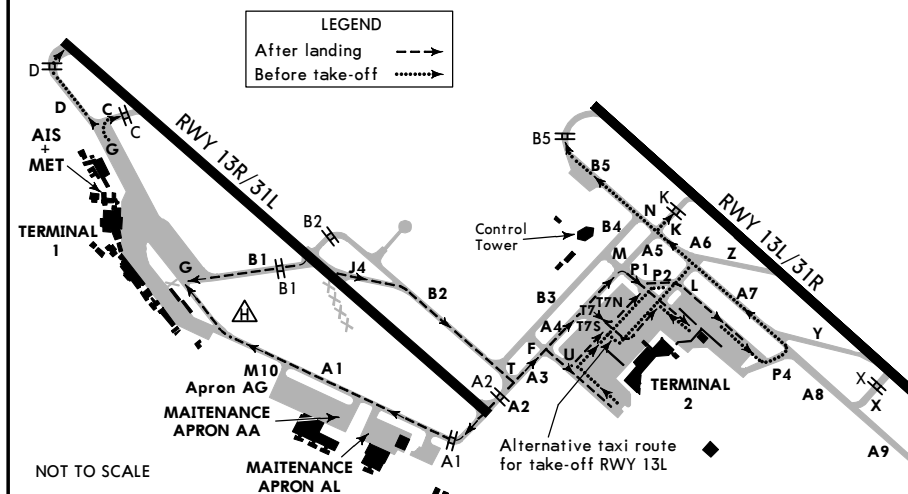 LEGEND
After landing
Before take-off
D
D
C
C
G
AIS
+
MET
TERMINAL
1
RWY 13R/31L
B2
B1
B1
G
J4
B2
H
M10
Apron AG
A1
MAITENANCE
APRON AA
MAITENANCE
APRON AL
A1
NOT TO SCALE
A2
A2
T
F
A3
U
A4
T7
T7N
T7S
B3
B4
M
P1
P2
L
A5
N
K
K
A6
Z
B5
B5
RWY 13L/31R
Control
Tower
A7
Y
P4
X
X
A8
A9
TERMINAL
2
Alternative taxi route
for take-off RWY 13L